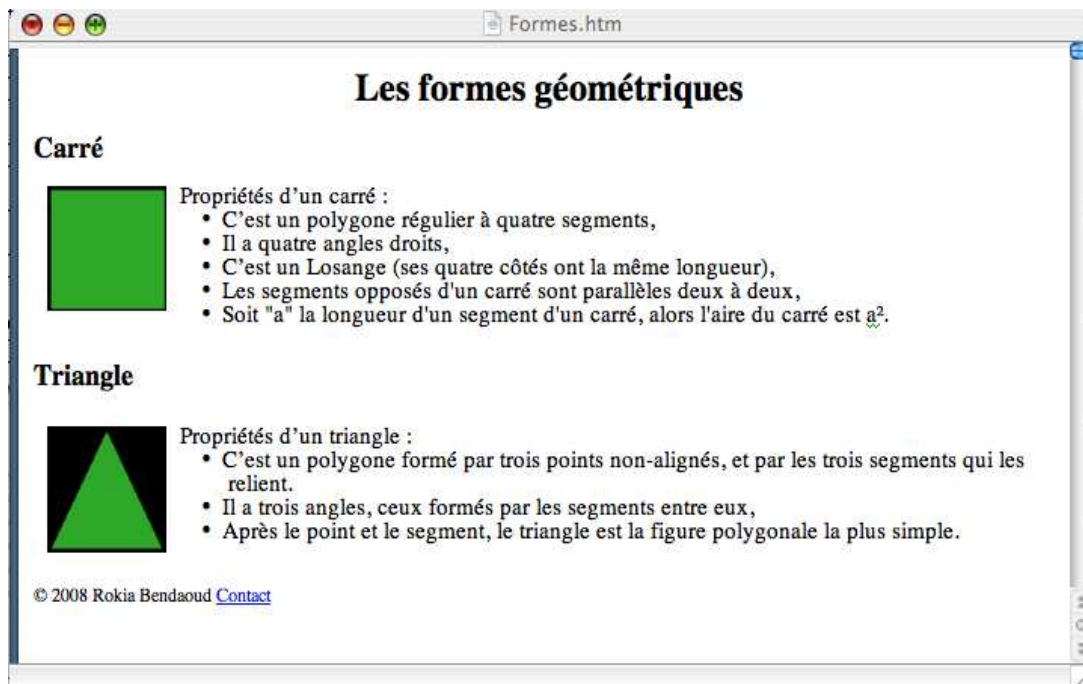 Formes.htm
Les formes géométriques
Carré
Propriétés d’un carré :
• C’est un polygone régulier à quatre segments,
• Il a quatre angles droits,
• C’est un Losange (ses quatre côtés ont la même longueur),
• Les segments opposés d'un carré sont parallèles deux à deux,
• Soit "a" la longueur d'un segment d'un carré, alors l'aire du carré est a².
Triangle
Propriétés d’un triangle :
• C’est un polygone formé par trois points non-alignés, et par les trois segments qui les
relient.
• Il a trois angles, ceux formés par les segments entre eux,
• Après le point et le segment, le triangle est la figure polygonale la plus simple.
© 2008 Rokia Bendaoud Contact